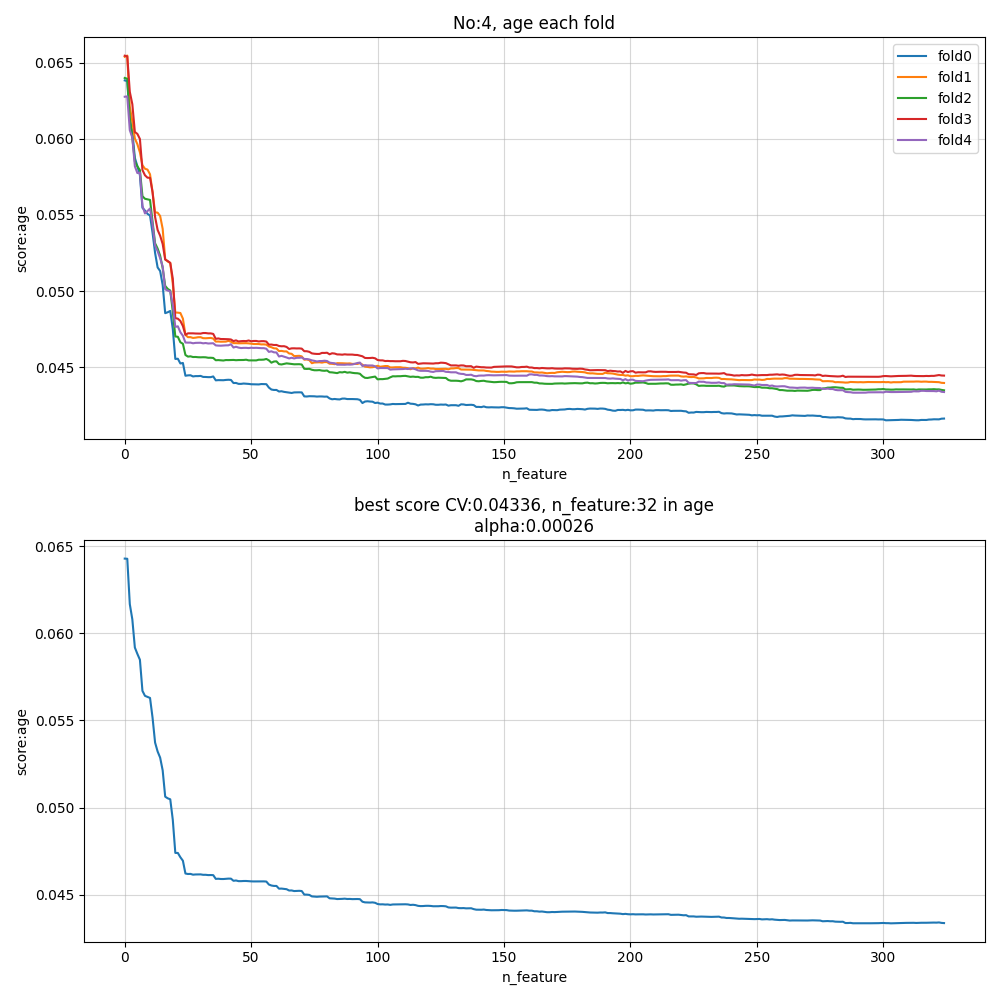 No:4, age each fold
0.065
0.060
0.055
0.050
0.045
score:age
fold0
fold1
fold2
fold3
fold4
0 50 100 150 200 250 300
n_feature
best score CV:0.04336, n_feature:32 in age
alpha:0.00026
0.065
0.060
0.055
0.050
0.045
score:age
0 50 100 150 200 250 300
n_feature